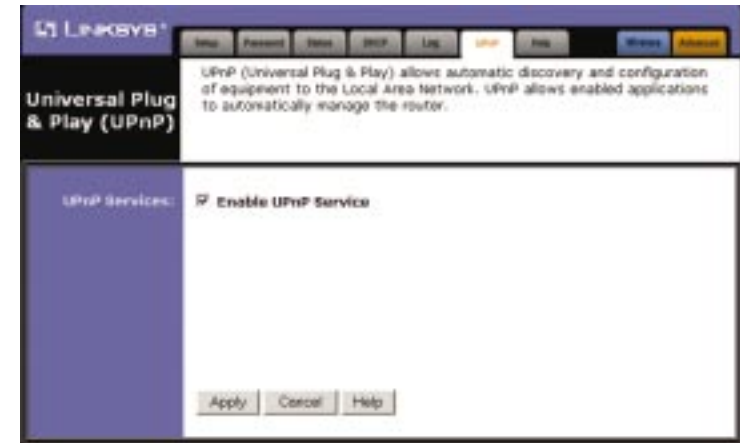 LINKSYS®
Setup Password Status DHCP Log UPnP Help Wireless Advanced
Universal Plug
& Play (UPnP)
UPnP (Universal Plug & Play) allows automatic discovery and configuration
of equipment to the Local Area Network. UPnP allows enabled applications
to automatically manage the router.
UPnP Services:
Enable UPnP Service
Apply Cancel Help